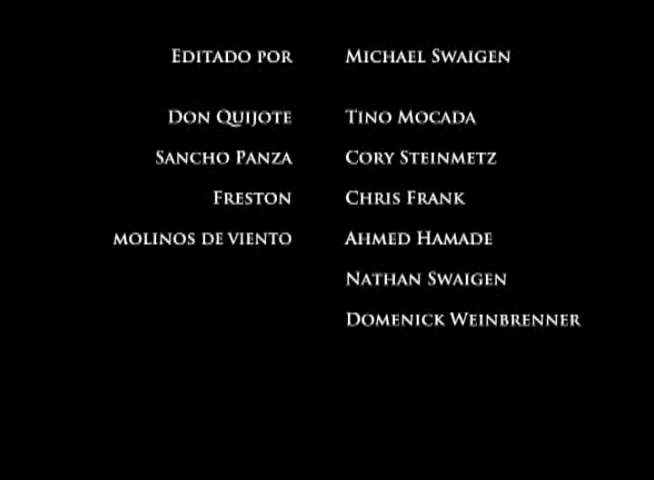 Editado por Michael Swaigen
Don Quijote Tino Mocada
Sancho Panza Cory Steinmetz
Freston Chris Frank
molinos de viento Ahmed Hamade
Nathan Swaigen
Domenick Weinbrenner